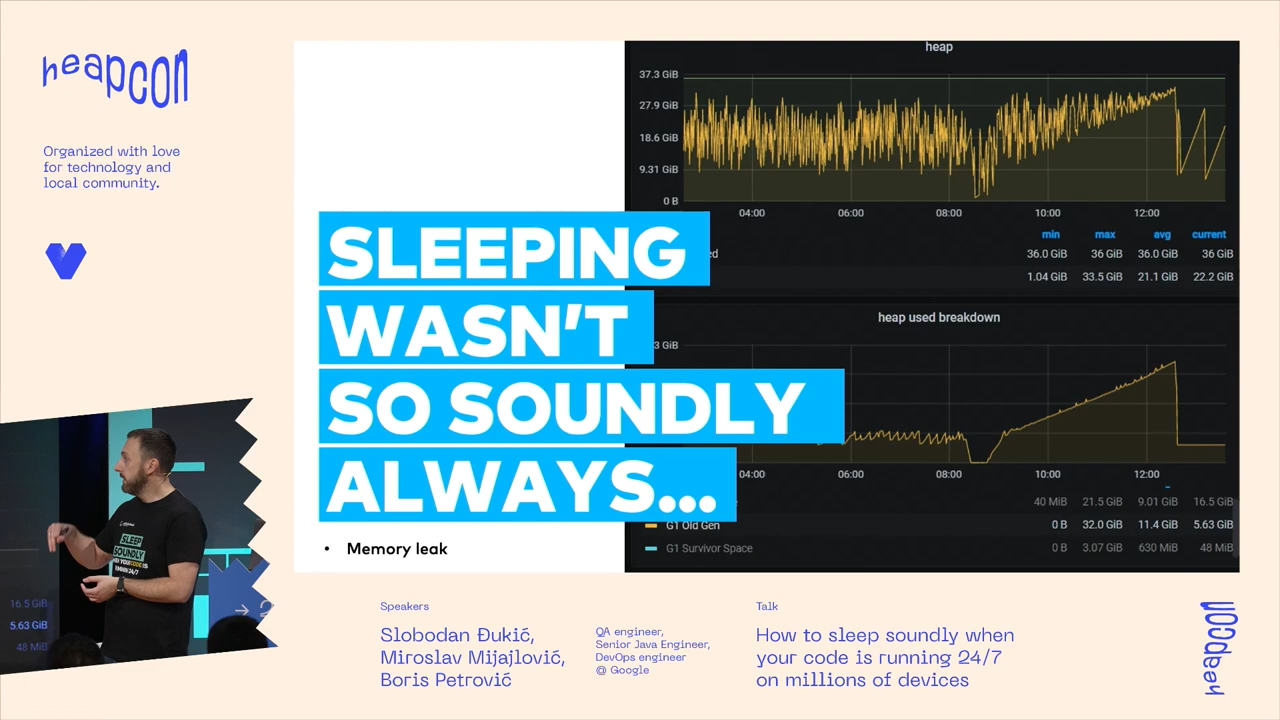 heapcon
Organized with love
for technology and
local community.
heap
37.3 GiB
27.9 GiB
18.6 GiB
9.31 GiB
0 B
04:00 06:00 08:00 10:00 12:00
min max avg current
36.0 GiB 36 GiB 36.0 GiB 36 GiB
1.04 GiB 33.5 GiB 21.1 GiB 22.2 GiB
SLEEPING
WASN'T
SO SOUNDLY
ALWAYS...
• Memory leak
heap used breakdown
04:00 06:00 08:00 10:00 12:00
40 MiB 21.5 GiB 9.01 GiB 16.5 GiB
G1 Old Gen 0 B 32.0 GiB 11.4 GiB 5.63 GiB
G1 Survivor Space 0 B 3.07 GiB 630 MiB 48 MiB
SLEEP
SOUNDLY
16.5 GiB
5.63 GiB
48 MiB
Speakers
Slobodan Đukić,
Miroslav Mijajlović,
Boris Petrović
QA engineer,
Senior Java Engineer,
DevOps engineer
@ Google
Talk
How to sleep soundly when
your code is running 24/7
on millions of devices
heapcon